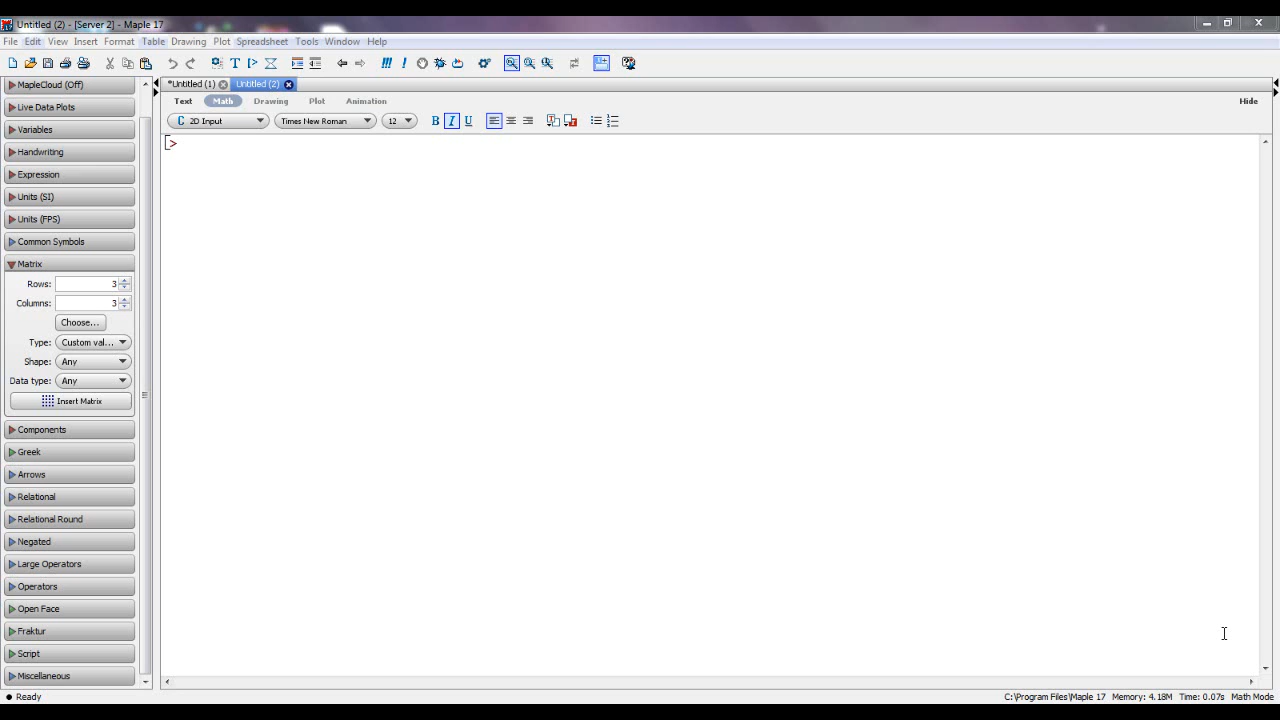 Untitled (2) - [Server 2] - Maple 17
File Edit View Insert Format Table Drawing Plot Spreadsheet Tools Window Help
*Untitled (1) Untitled (2)
Text Math Drawing Plot Animation Hide
C 2D Input Times New Roman 12 B I U
>
MapleCloud (Off)
Live Data Plots
Variables
Handwriting
Expression
Units (SI)
Units (FPS)
Common Symbols
Matrix
Rows: 3
Columns: 3
Choose...
Type: Custom val...
Shape: Any
Data type: Any
Insert Matrix
Components
Greek
Arrows
Relational
Relational Round
Negated
Large Operators
Operators
Open Face
Fraktur
Script
Miscellaneous
Ready C:\Program Files\Maple 17 Memory: 4.18M Time: 0.07s Math Mode